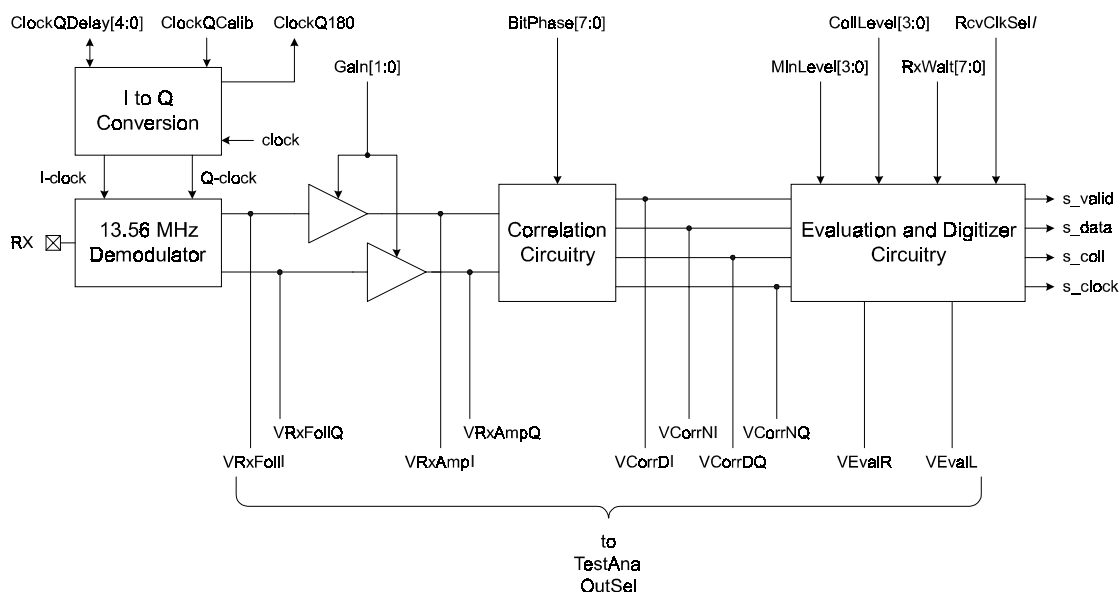 ClockQDelay[4:0]
ClockQCalib
ClockQ180
BitPhase[7:0]
CollLevel[3:0]
RcvClkSelI
Gain[1:0]
MinLevel[3:0]
RxWait[7:0]
I to Q
Conversion
clock
I-clock
Q-clock
RX
13.56 MHz
Demodulator
Correlation
Circuitry
Evaluation and Digitizer
Circuitry
s_valid
s_data
s_coll
s_clock
VRxFollQ
VRxAmpQ
VCorrNI
VCorrNQ
VRxFollI
VRxAmpI
VCorrDI
VCorrDQ
VEvalR
VEvalL
to
TestAna
OutSel